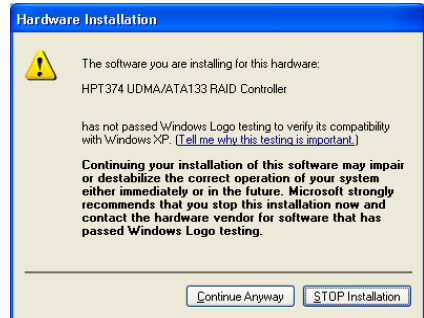 Hardware Installation
The software you are installing for this hardware:
HPT374 UDMA/ATA133 RAID Controller
has not passed Windows Logo testing to verify its compatibility
with Windows XP. (Tell me why this testing is important.)
Continuing your installation of this software may impair
or destabilize the correct operation of your system
either immediately or in the future. Microsoft strongly
recommends that you stop this installation now and
contact the hardware vendor for software that has
passed Windows Logo testing.
Continue Anyway STOP Installation